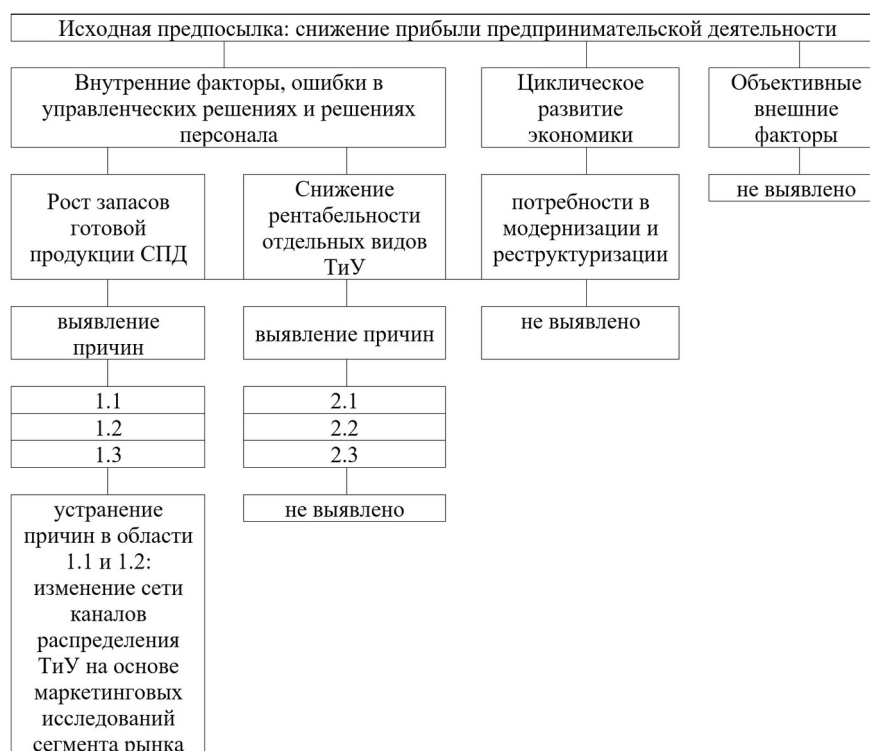 Исходная предпосылка: снижение прибыли предпринимательской деятельности
Внутренние факторы, ошибки в
управленческих решениях и решениях
персонала
Циклическое
развитие
экономики
Объективные
внешние
факторы
Рост запасов
готовой
продукции СПД
Снижение
рентабельности
отдельных видов
ТиУ
потребности в
модернизации и
реструктуризации
не выявлено
выявление
причин
выявление причин
не выявлено
1.1
1.2
1.3
2.1
2.2
2.3
устранение
причин в области
1.1 и 1.2:
изменение сети
каналов
распределения
ТиУ на основе
маркетинговых
исследований
сегмента рынка
не выявлено